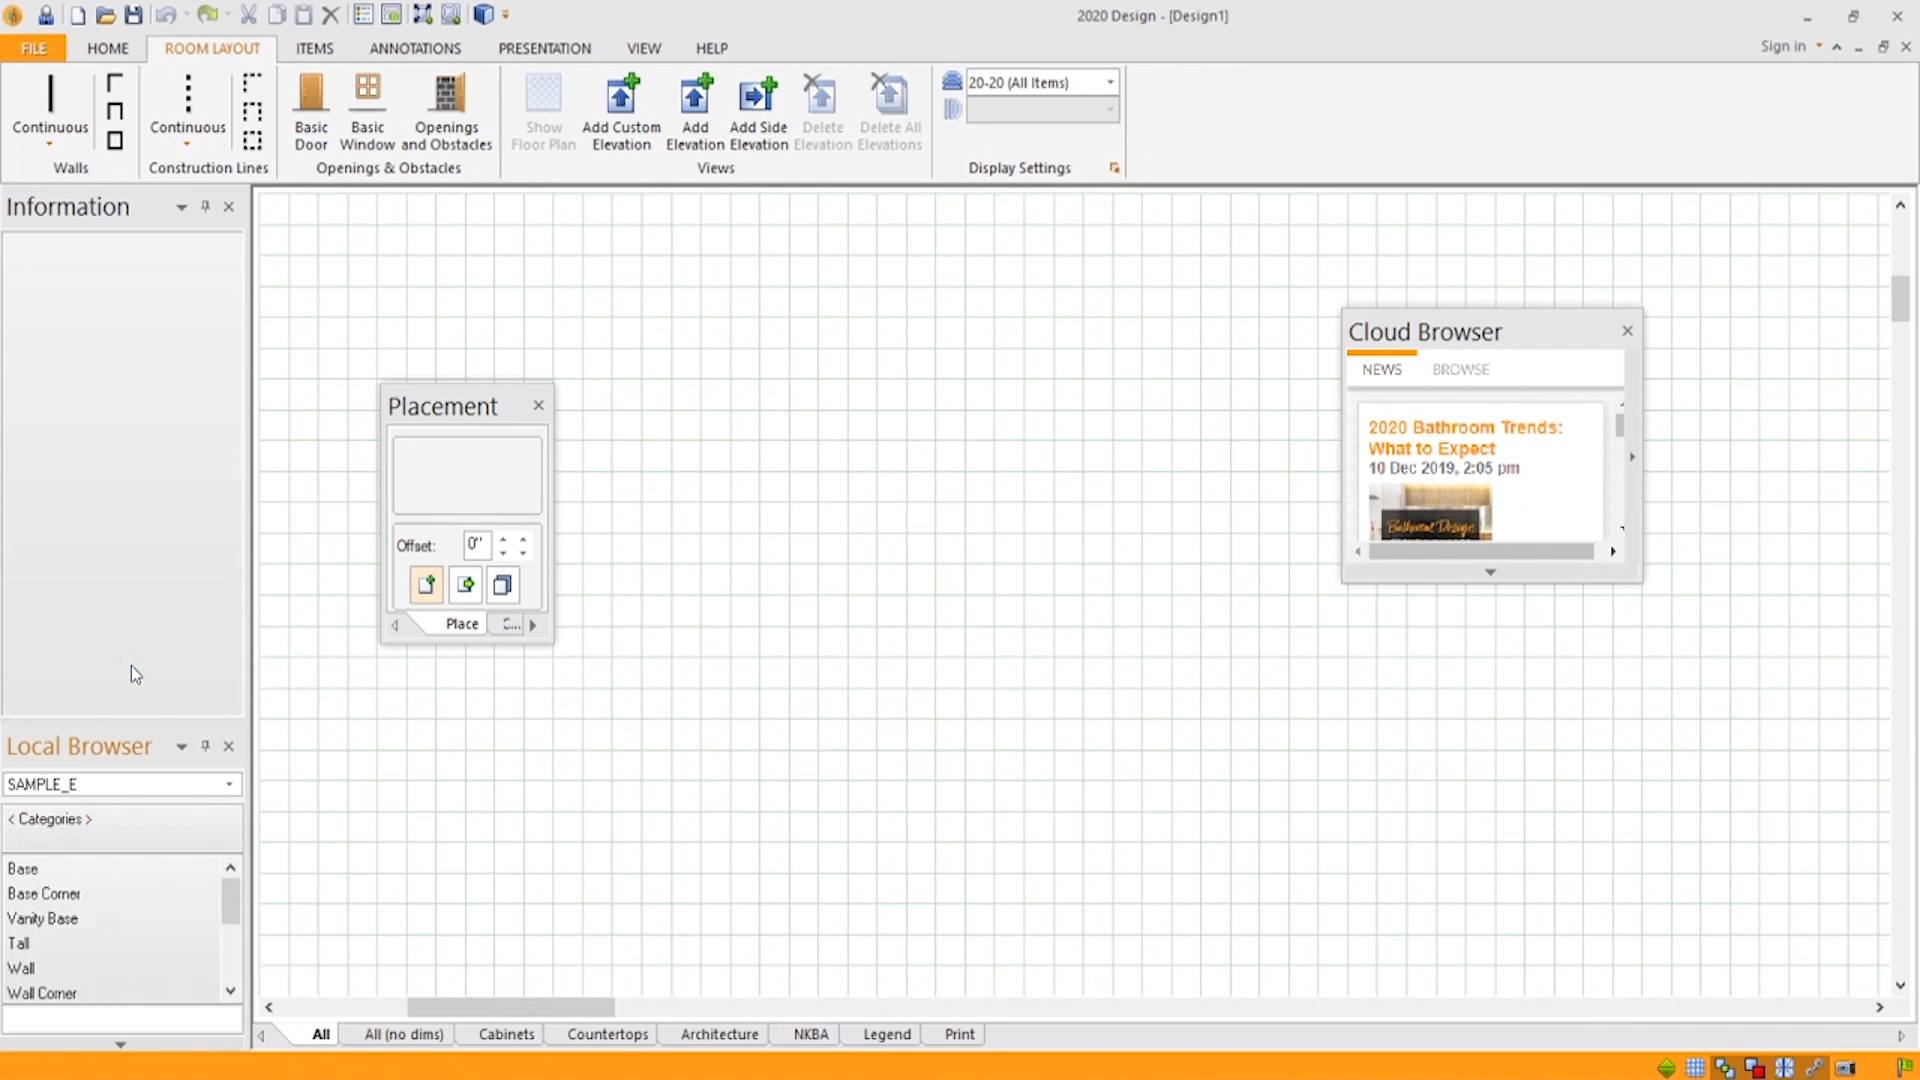 2020 Design - [Design1]
FILE
HOME
ROOM LAYOUT
ITEMS
ANNOTATIONS
PRESENTATION
VIEW
HELP
Sign in
Continuous
Walls
Continuous
Construction Lines
Basic
Door
Basic
Window
Openings
and Obstacles
Openings & Obstacles
Show
Floor Plan
Add Custom
Elevation
Add
Elevation
Add Side
Elevation
Delete
Elevation
Delete All
Elevations
Views
20-20 (All Items)
Display Settings
Information
Placement
Offset:
0"
Place
C...
Cloud Browser
NEWS
BROWSE
2020 Bathroom Trends:
What to Expect
10 Dec 2019, 2:05 pm
Bathroom Design
Local Browser
SAMPLE_E
< Categories >
Base
Base Corner
Vanity Base
Tall
Wall
Wall Corner
All
All (no dims)
Cabinets
Countertops
Architecture
NKBA
Legend
Print